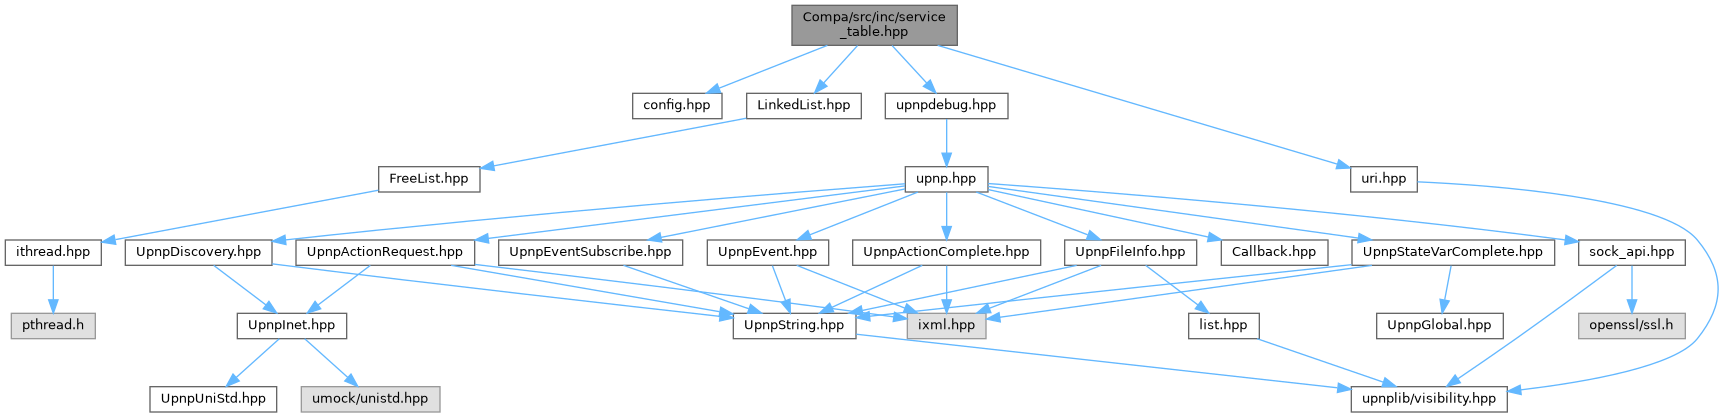 Compa/src/inc/service
_table.hpp
config.hpp
LinkedList.hpp
upnpdebug.hpp
FreeList.hpp
upnp.hpp
uri.hpp
ithread.hpp
UpnpDiscovery.hpp
UpnpActionRequest.hpp
UpnpEventSubscribe.hpp
UpnpEvent.hpp
UpnpActionComplete.hpp
UpnpFileInfo.hpp
Callback.hpp
UpnpStateVarComplete.hpp
sock_api.hpp
pthread.h
UpnpInet.hpp
UpnpString.hpp
ixml.hpp
list.hpp
UpnpGlobal.hpp
openssl/ssl.h
UpnpUniStd.hpp
umock/unistd.hpp
upnplib/visibility.hpp